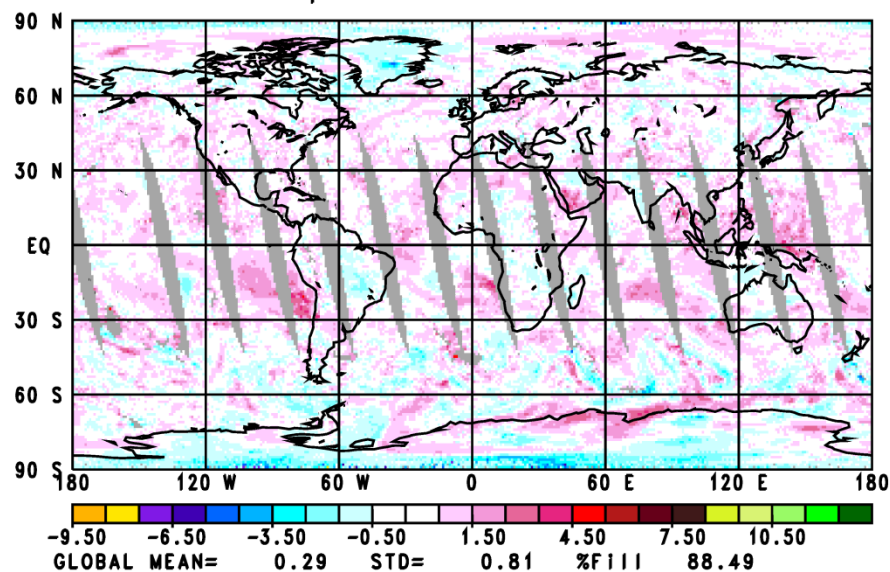 90 N
60 N
30 N
EQ
30 S
60 S
90 S
180 120 W 60 W 0 60 E 120 E 180
-9.50 -6.50 -3.50 -0.50 1.50 4.50 7.50 10.50
GLOBAL MEAN= 0.29 STD= 0.81 %Fill 88.49